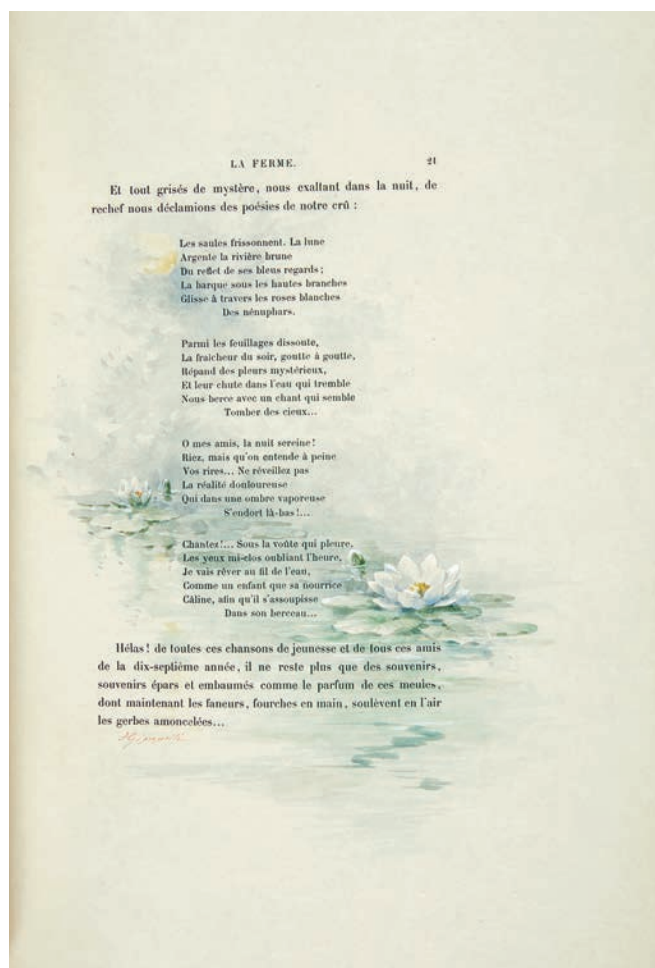 LA FERME. 21
Et tout grisés de mystère, nous exaltant dans la nuit, de
rechef nous déclamions des poésies de notre crû :
Les saules frissonnent. La lune
Argente la rivière brune
Du reflet de ses bleus regards ;
La barque sous les hautes branches
Glisse à travers les roses blanches
Des nénuphars.
Parmi les feuillages dissoute,
La fraîcheur du soir, goutte à goutte,
Répand des pleurs mystérieux,
Et leur chute dans l'eau qui tremble
Nous berce avec un chant qui semble
Tomber des cieux...
O mes amis, la nuit sereine !
Riez, mais qu'on entende à peine
Vos rires... Ne réveillez pas
La réalité douloureuse
Qui dans une ombre vaporeuse
S'endort là-bas !...
Chantez !... Sous la voûte qui pleure,
Les yeux mi-clos oubliant l'heure,
Je vais rêver au fil de l'eau,
Comme un enfant que sa nourrice
Câline, afin qu'il s'assoupisse
Dans son berceau...
Hélas ! de toutes ces chansons de jeunesse et de tous ces amis
de la dix-septième année, il ne reste plus que des souvenirs,
souvenirs épars et embaumés comme le parfum de ces meules,
dont maintenant les faneurs, fourches en main, soulèvent en l'air
les gerbes amoncelées...